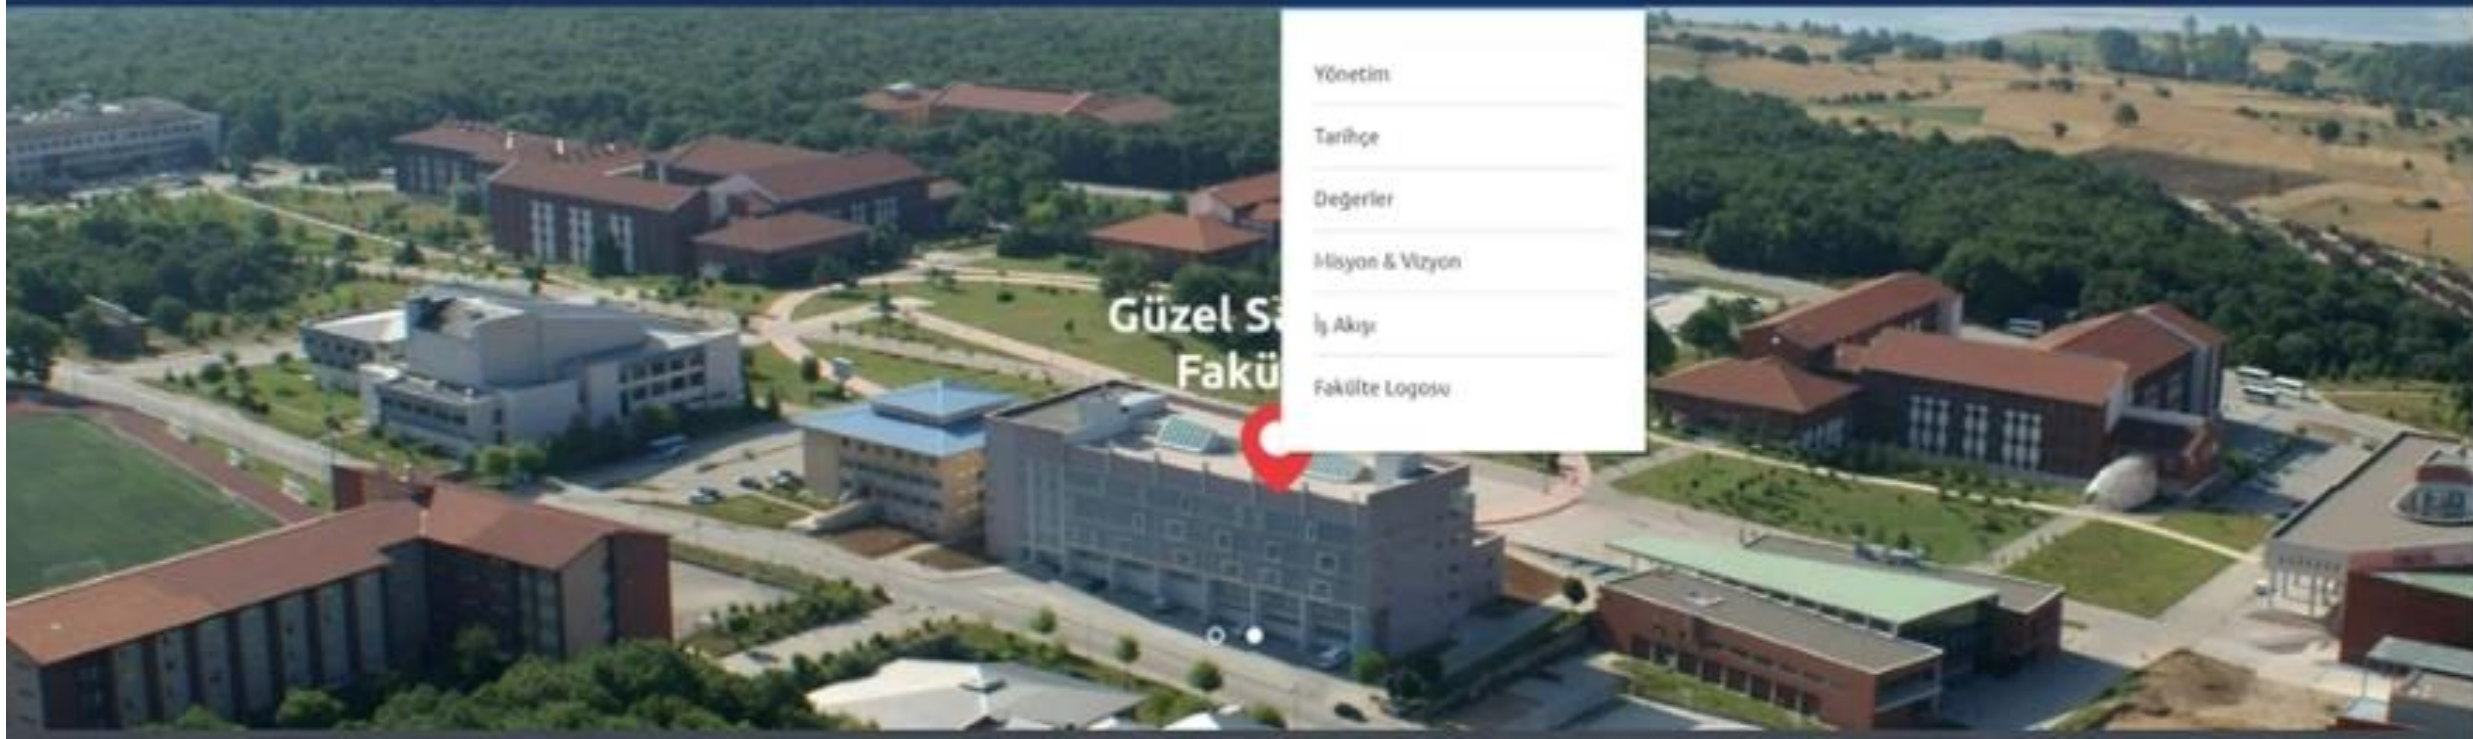 Yönetim
Tarihçe
Değerler
Misyon & Vizyon
İş Akışı
Fakülte Logosu
Güzel Sa
Fakü